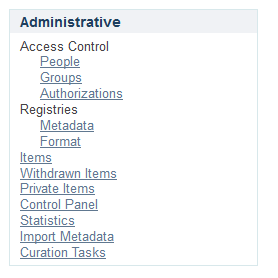 Administrative
Access Control
People
Groups
Authorizations
Registries
Metadata
Format
Items
Withdrawn Items
Private Items
Control Panel
Statistics
Import Metadata
Curation Tasks